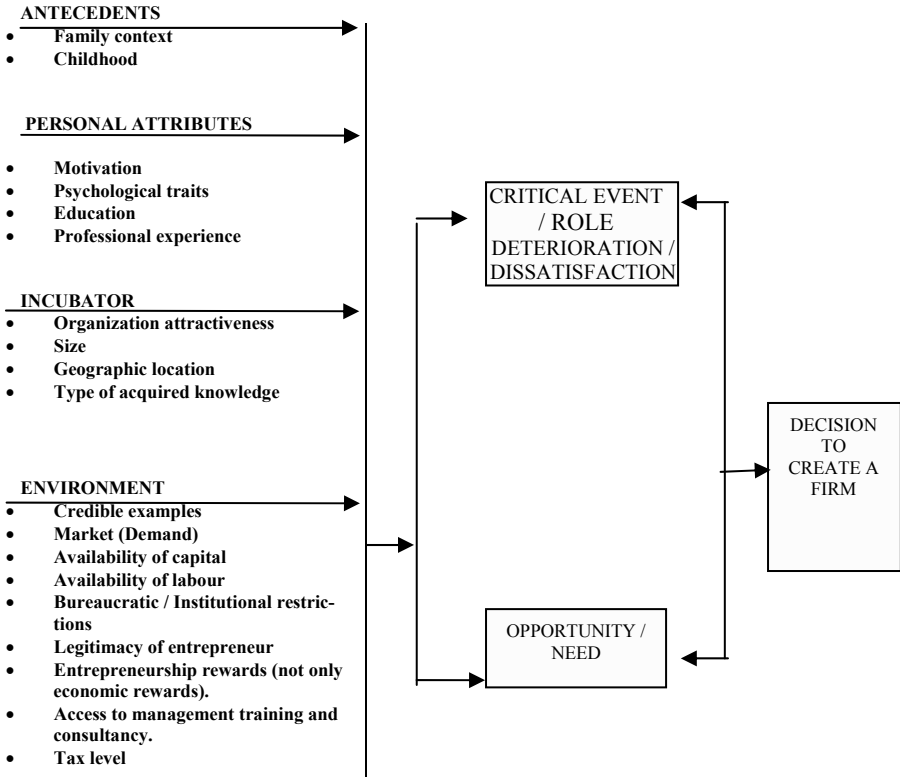 ANTECEDENTS
• Family context
• Childhood
PERSONAL ATTRIBUTES
• Motivation
• Psychological traits
• Education
• Professional experience
INCUBATOR
• Organization attractiveness
• Size
• Geographic location
• Type of acquired knowledge
ENVIRONMENT
• Credible examples
• Market (Demand)
• Availability of capital
• Availability of labour
• Bureaucratic / Institutional restric-
tions
• Legitimacy of entrepreneur
• Entrepreneurship rewards (not only
economic rewards).
• Access to management training and
consultancy.
• Tax level
CRITICAL EVENT
/ ROLE
DETERIORATION /
DISSATISFACTION
OPPORTUNITY /
NEED
DECISION
TO
CREATE A
FIRM